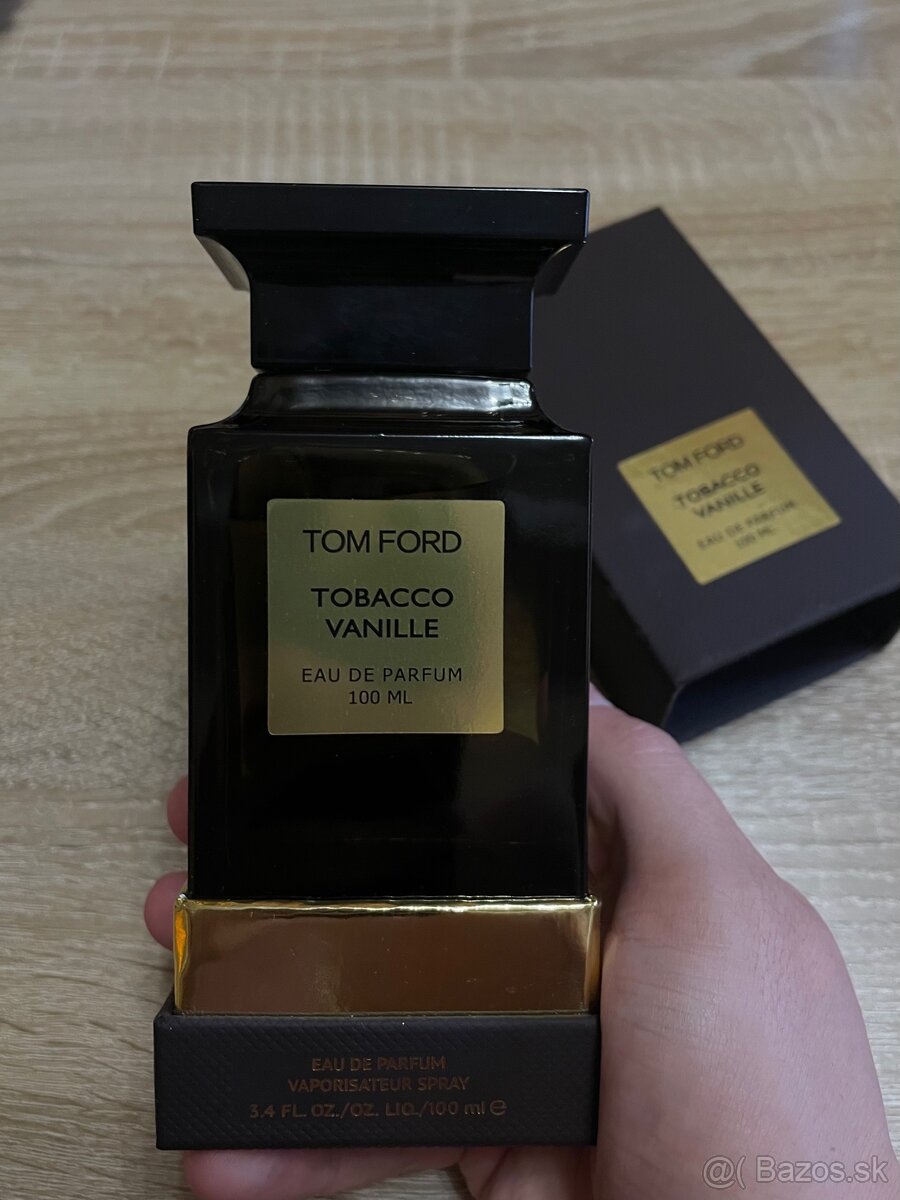 TOM FORD
TOBACCO
VANILLE
EAU DE PARFUM
100 ML
TOM FORD
TOBACCO
VANILLE
EAU DE PARFUM
100 ML
EAU DE PARFUM
VAPORISATEUR SPRAY
3.4 FL. OZ./OZ. LIQ./100 ml e
@( Bazos.sk